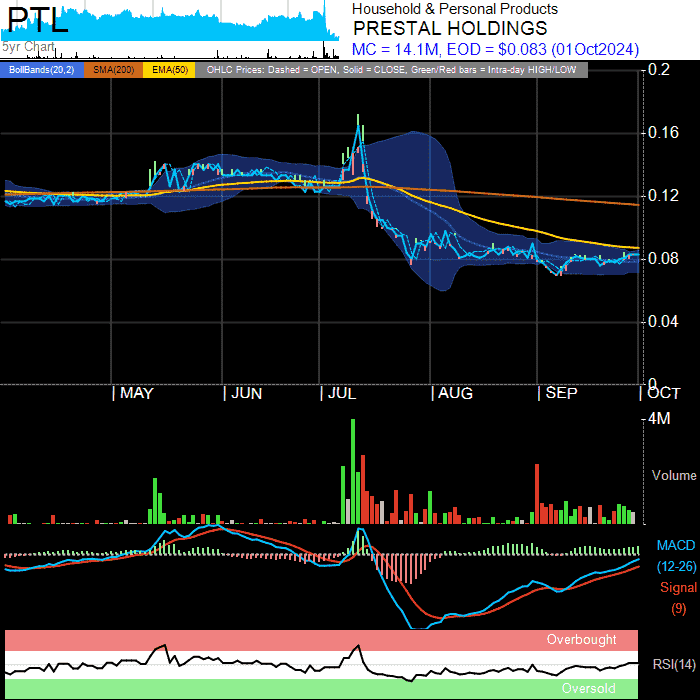 PTL
5yr Chart
Household & Personal Products
PRESTAL HOLDINGS
MC = 14.1M, EOD = $0.083 (01Oct2024)
BollBands(20,2) SMA(200) EMA(50) OHLC Prices: Dashed = OPEN, Solid = CLOSE, Green/Red bars = Intra-day HIGH/LOW
0.2
0.16
0.12
0.08
0.04
0
| MAY | JUN | JUL | AUG | SEP | OCT
4M
Volume
MACD
(12-26)
Signal
(9)
Overbought
RSI(14)
Oversold